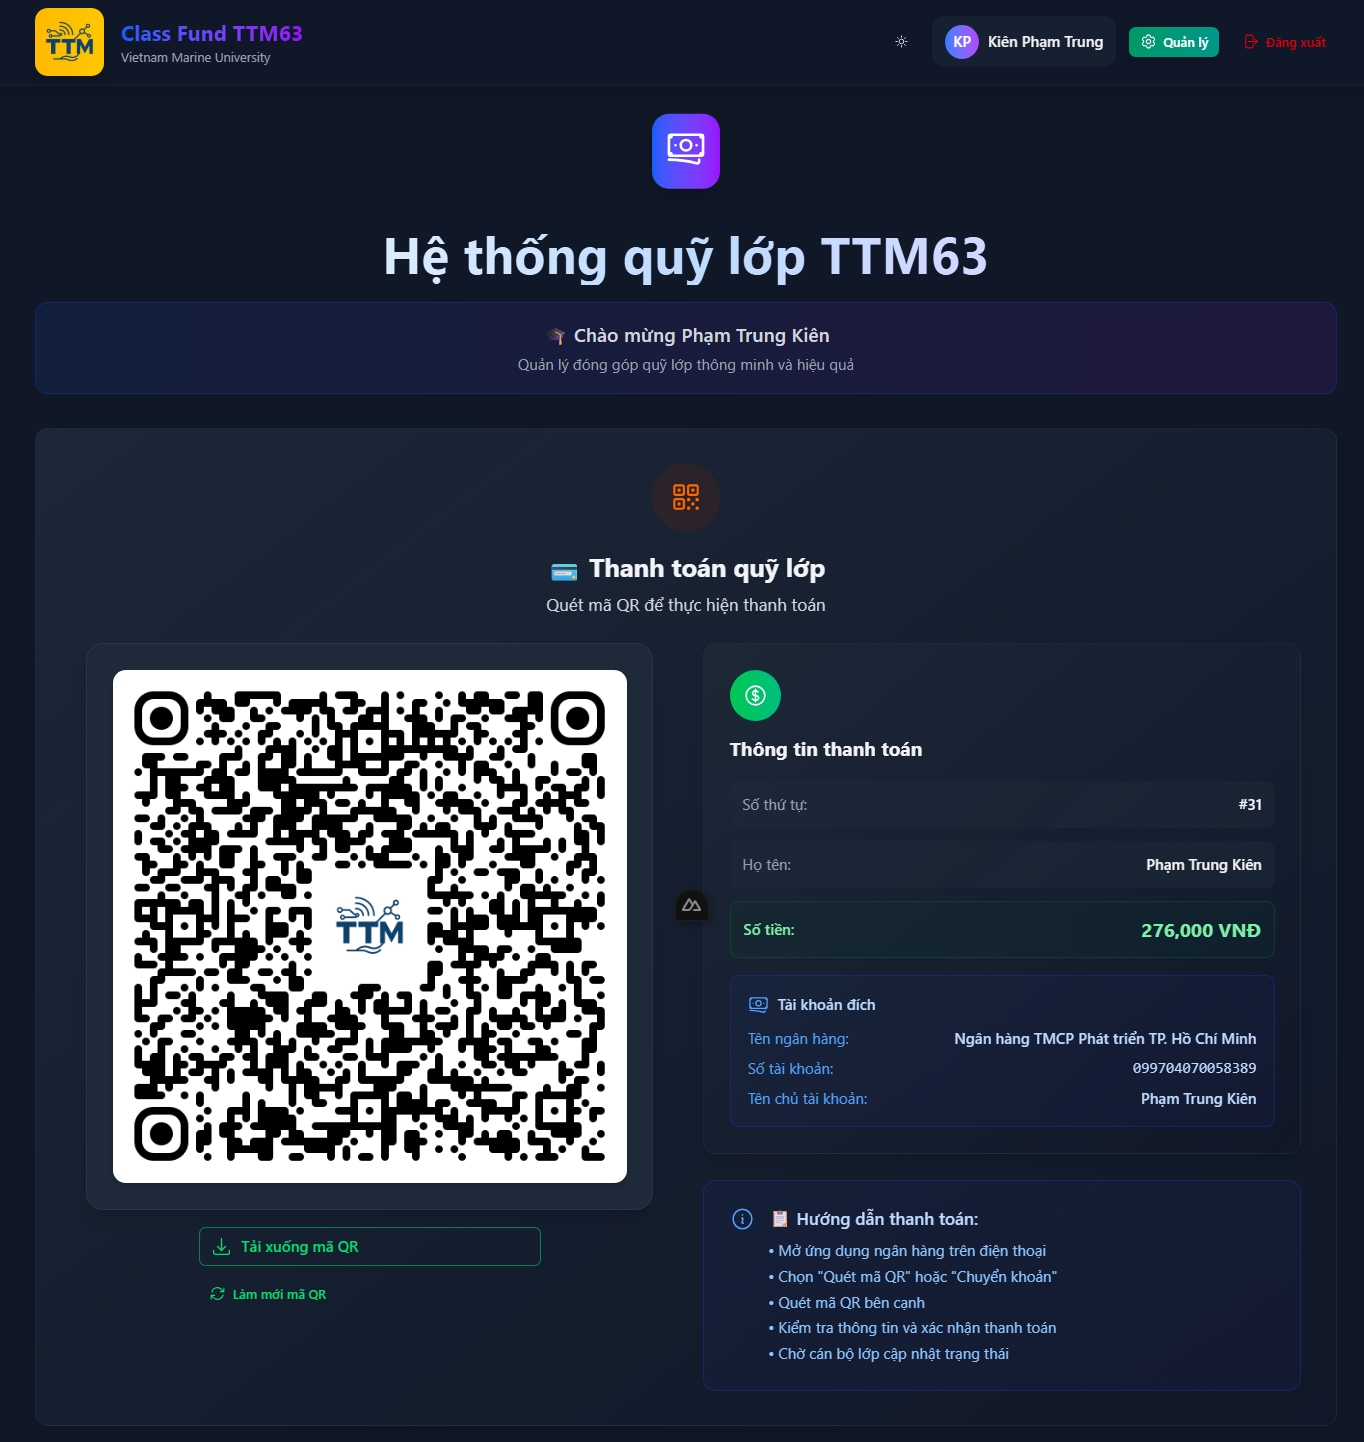 TTM
Class Fund TTM63
Vietnam Marine University
KP
Kiên Phạm Trung
Quản lý
Đăng xuất
Hệ thống quỹ lớp TTM63
🎓 Chào mừng Phạm Trung Kiên
Quản lý đóng góp quỹ lớp thông minh và hiệu quả
💳 Thanh toán quỹ lớp
Quét mã QR để thực hiện thanh toán
TTM
Tải xuống mã QR
Làm mới mã QR
Thông tin thanh toán
Số thứ tự: #31
Họ tên: Phạm Trung Kiên
Số tiền: 276,000 VNĐ
Tài khoản đích
Tên ngân hàng: Ngân hàng TMCP Phát triển TP. Hồ Chí Minh
Số tài khoản: 099704070058389
Tên chủ tài khoản: Phạm Trung Kiên
📋 Hướng dẫn thanh toán:
• Mở ứng dụng ngân hàng trên điện thoại
• Chọn "Quét mã QR" hoặc "Chuyển khoản"
• Quét mã QR bên cạnh
• Kiểm tra thông tin và xác nhận thanh toán
• Chờ cán bộ lớp cập nhật trạng thái